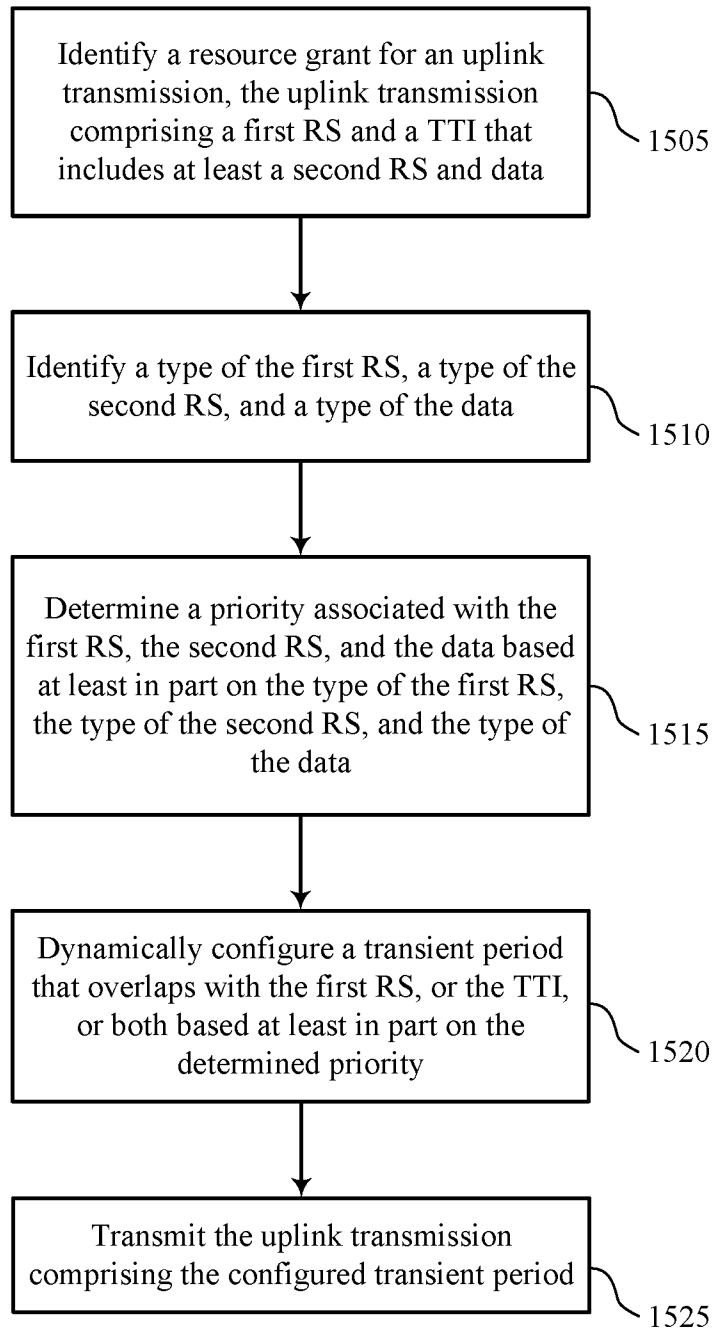 Identify a resource grant for an uplink
transmission, the uplink transmission
comprising a first RS and a TTI that
includes at least a second RS and data
1505
Identify a type of the first RS, a type of the
second RS, and a type of the data
1510
Determine a priority associated with the
first RS, the second RS, and the data based
at least in part on the type of the first RS,
the type of the second RS, and the type of
the data
1515
Dynamically configure a transient period
that overlaps with the first RS, or the TTI,
or both based at least in part on the
determined priority
1520
Transmit the uplink transmission
comprising the configured transient period
1525